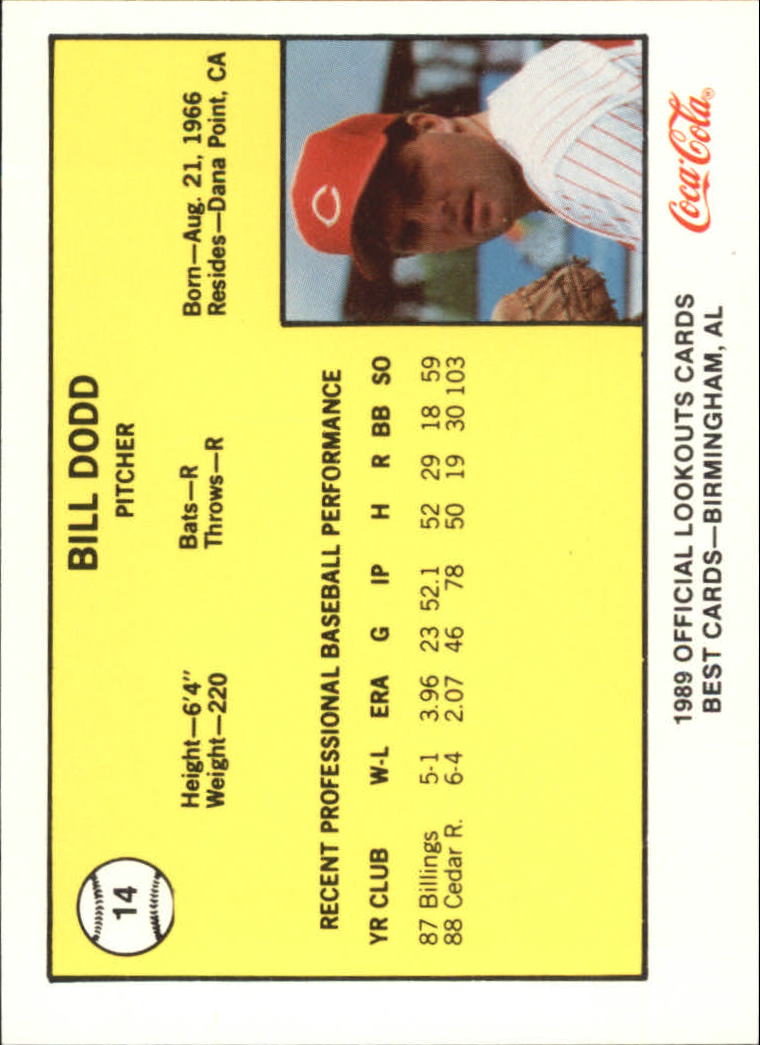 14
BILL DODD
PITCHER
Height—6'4" Bats—R Born—Aug. 21, 1966
Weight—220 Throws—R Resides—Dana Point, CA
RECENT PROFESSIONAL BASEBALL PERFORMANCE
YR CLUB W-L ERA G IP H R BB SO
87 Billings 5-1 3.96 23 52.1 52 29 18 59
88 Cedar R. 6-4 2.07 46 78 50 19 30 103
C
1989 OFFICIAL LOOKOUTS CARDS
BEST CARDS—BIRMINGHAM, AL
Coca-Cola®